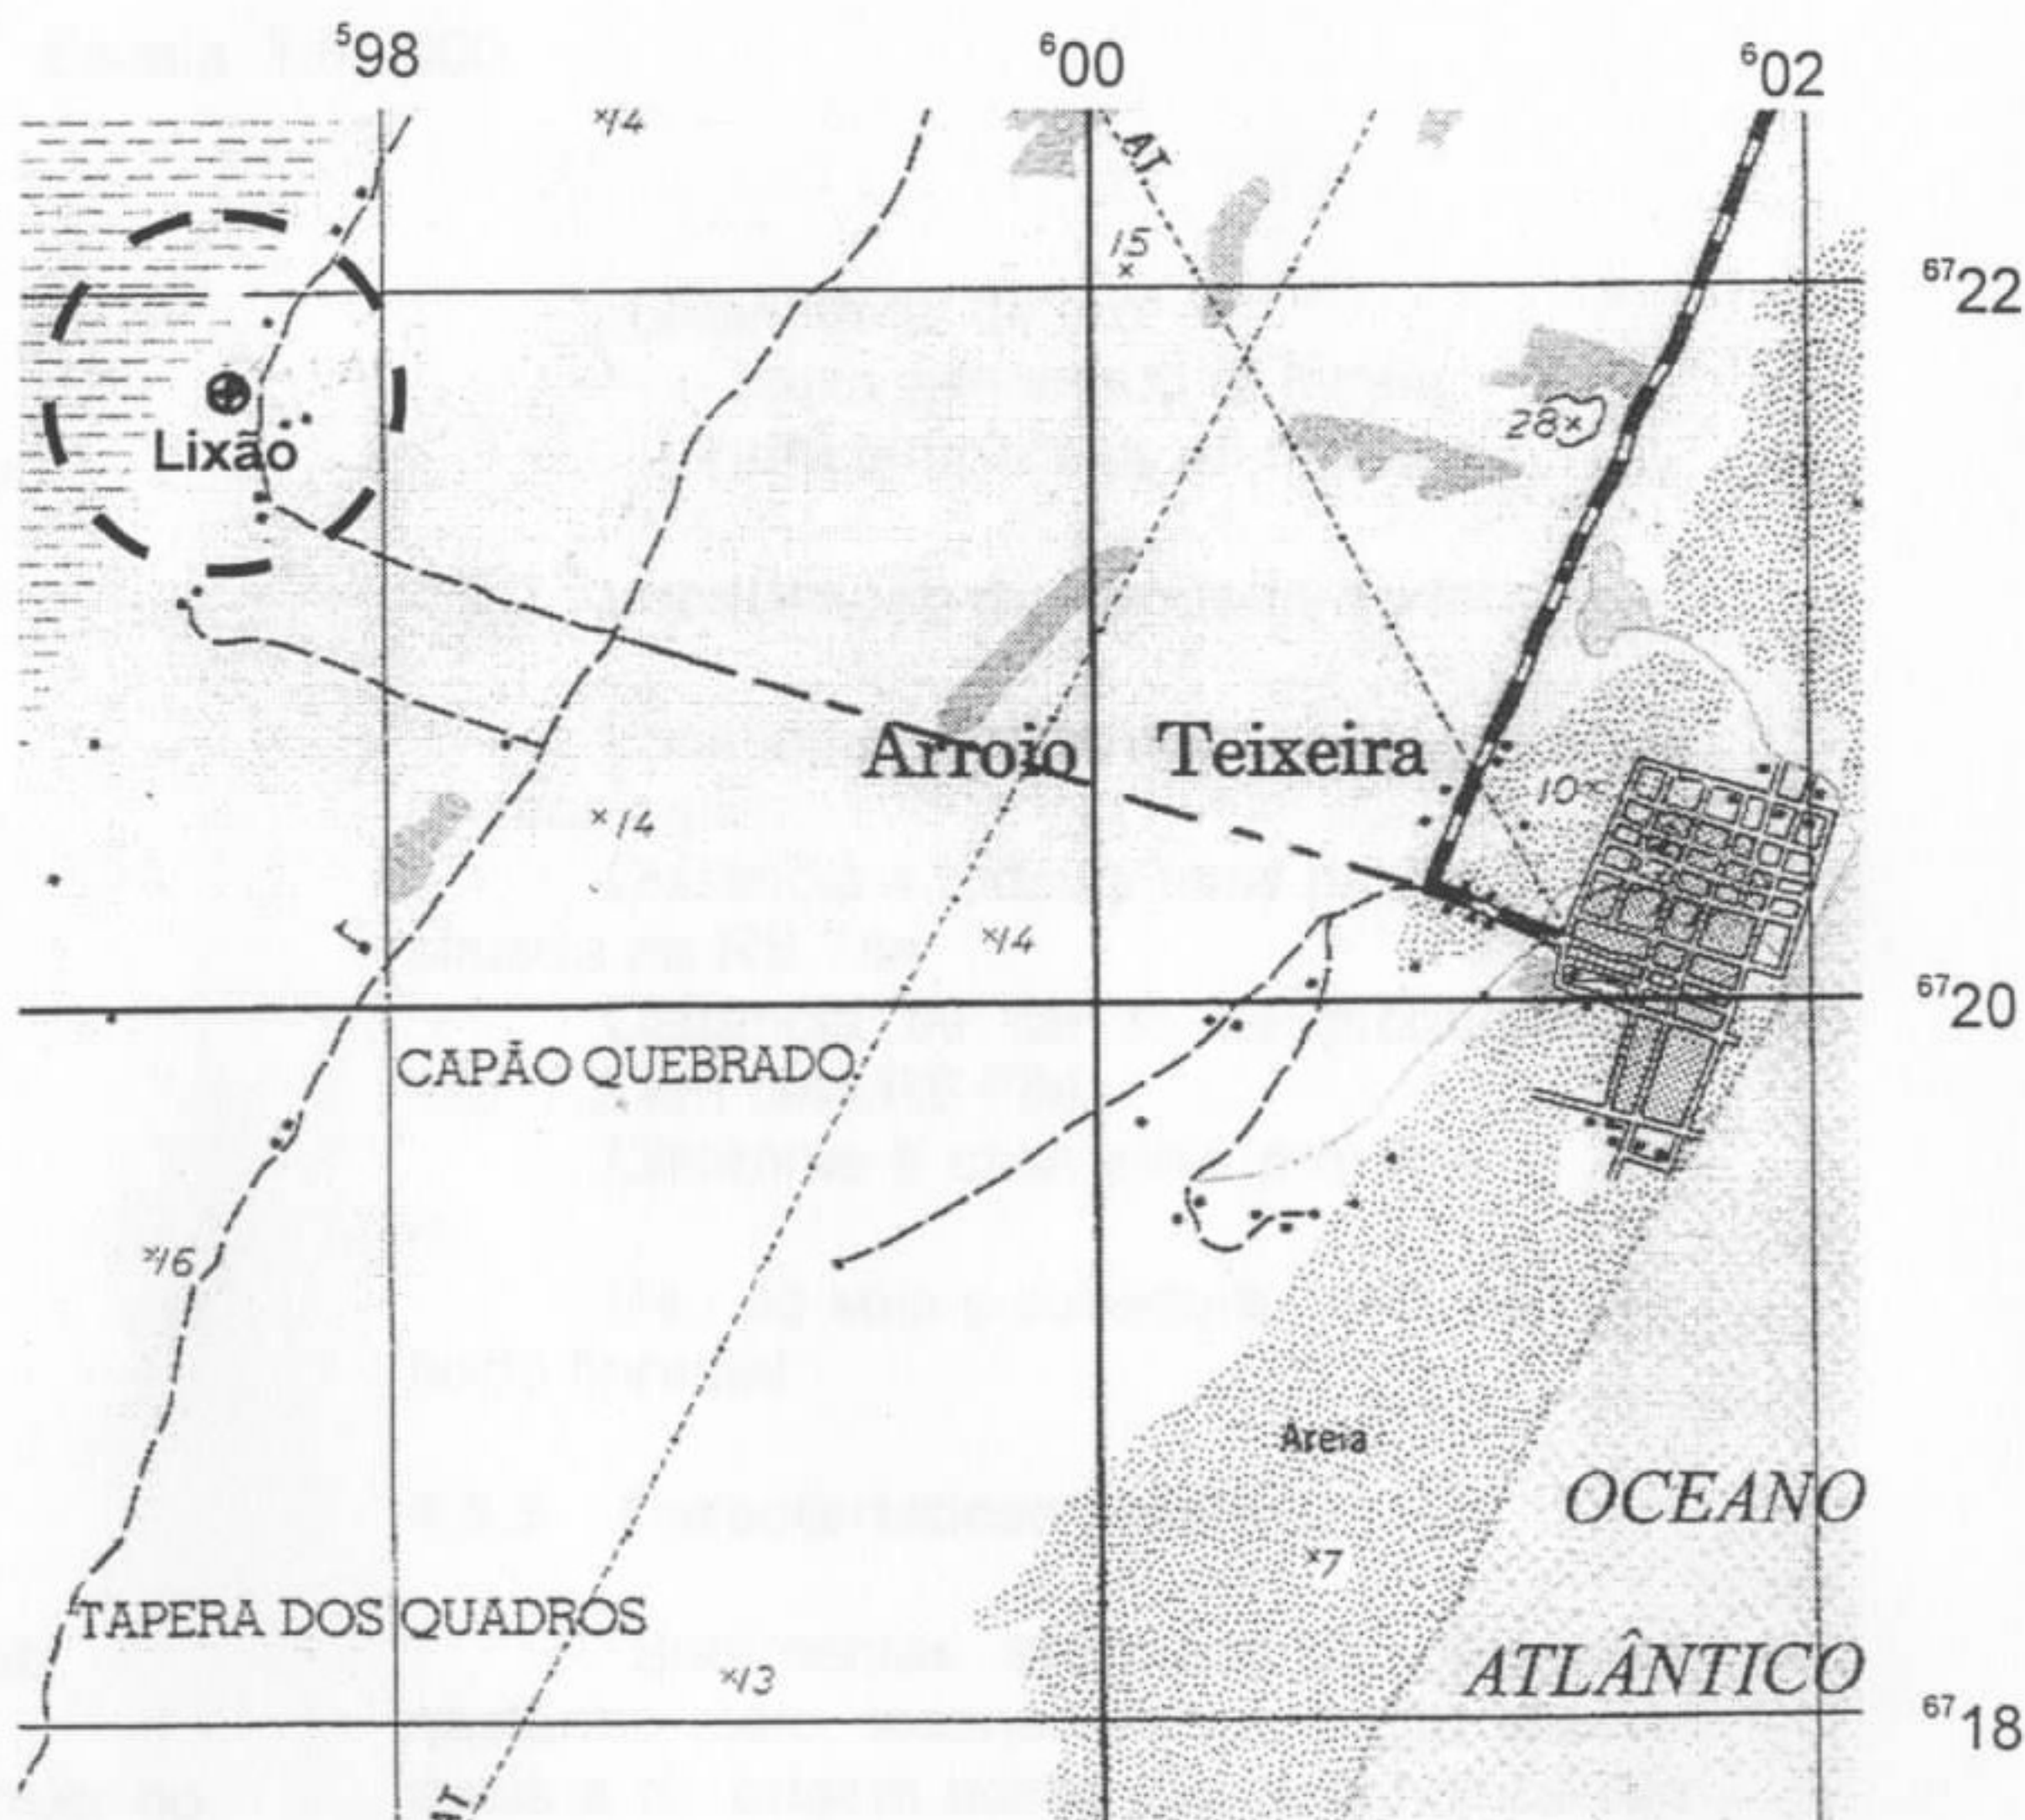 ⁵98 ⁶00 ⁶02
×14
AT
15
×
⁶⁷22
28×
Lixão
Arroio Teixeira
10×
×14
×14
⁶⁷20
CAPÃO QUEBRADO
×16
Areia
OCEANO
×7
TAPERA DOS QUADROS
ATLÂNTICO
×13
⁶⁷18
AT